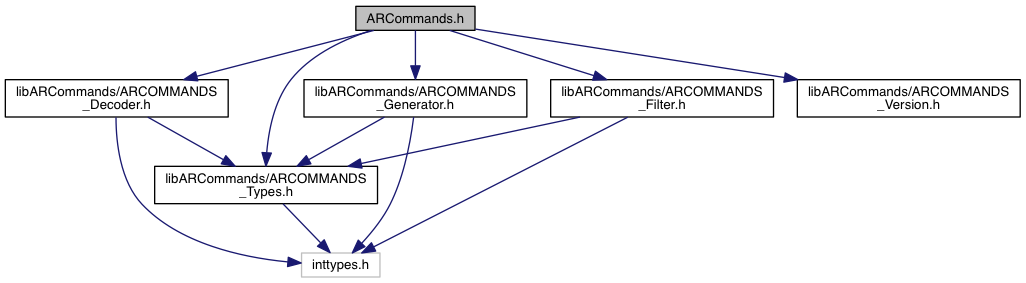 ARCommands.h
libARCommands/ARCOMMANDS
_Decoder.h
libARCommands/ARCOMMANDS
_Generator.h
libARCommands/ARCOMMANDS
_Filter.h
libARCommands/ARCOMMANDS
_Version.h
libARCommands/ARCOMMANDS
_Types.h
inttypes.h